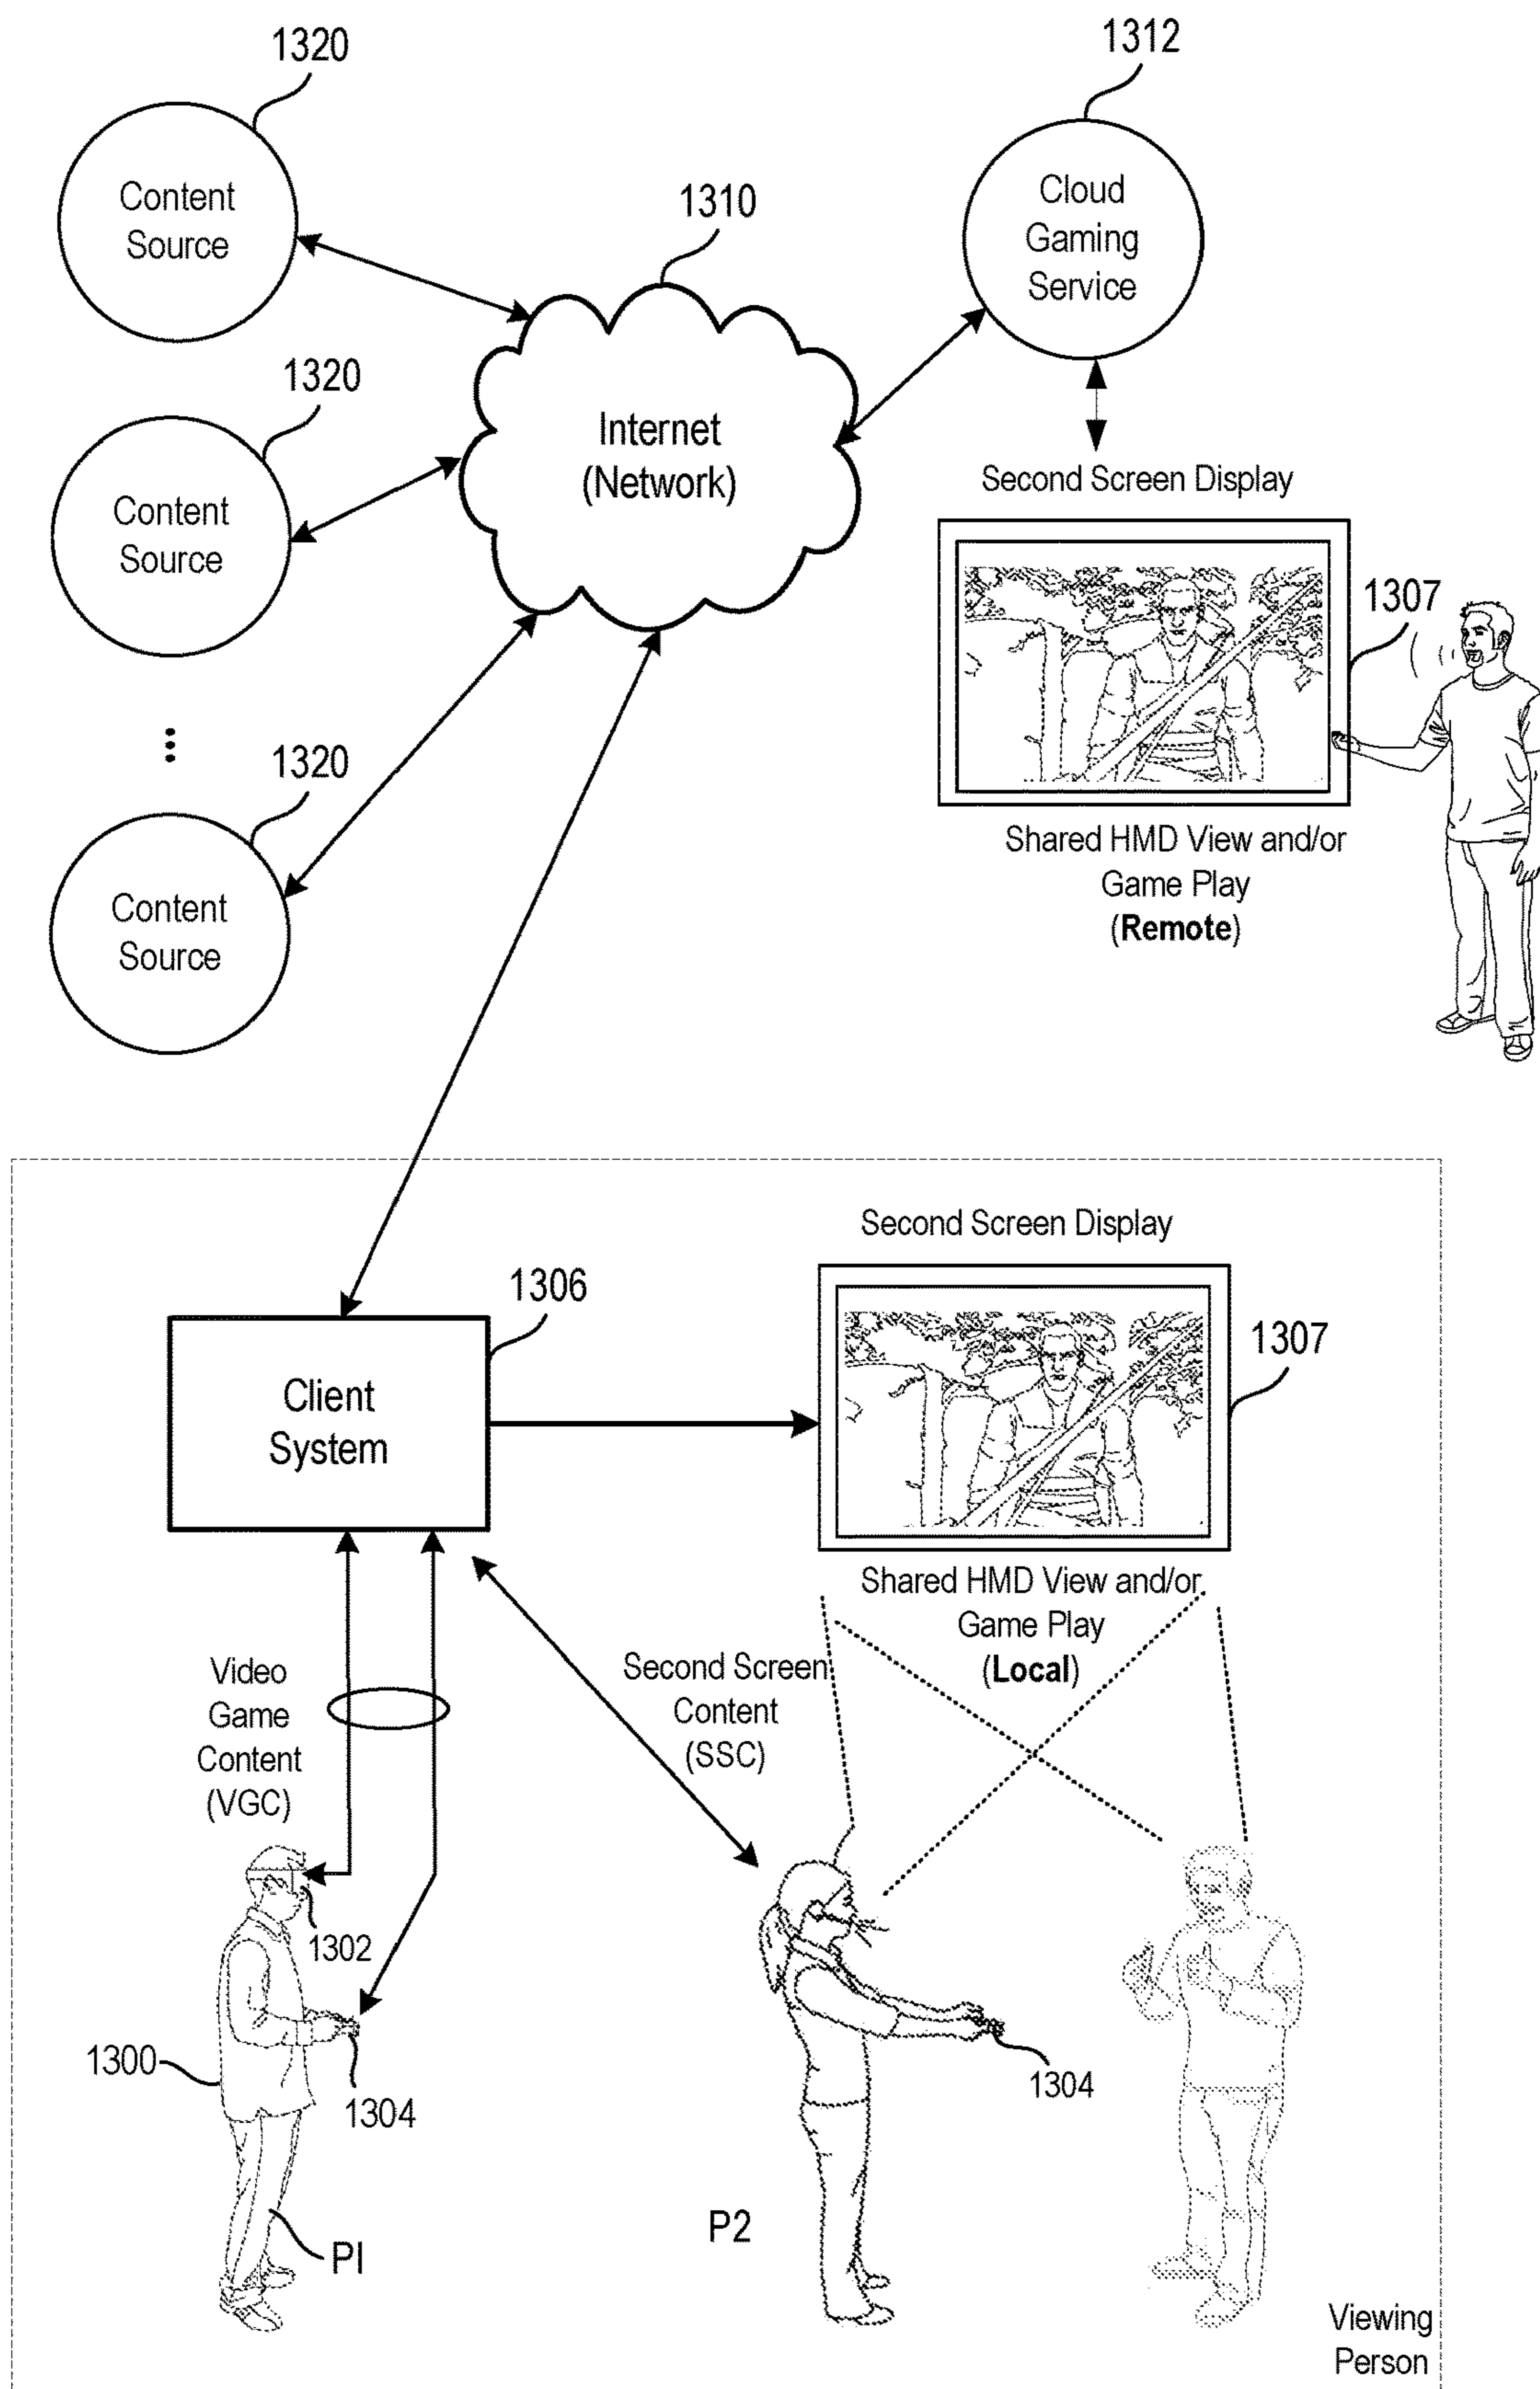 1320
1312
Content
Source
Cloud
Gaming
Service
1310
1320
Internet
(Network)
Content
Source
Second Screen Display
1307
1320
Shared HMD View and/or
Game Play
(Remote)
Content
Source
Second Screen Display
1306
1307
Client
System
Shared HMD View and/or
Game Play
(Local)
Video
Game
Content
(VGC)
Second Screen
Content
(SSC)
1302
1300
1304
1304
P2
PI
Viewing
Person